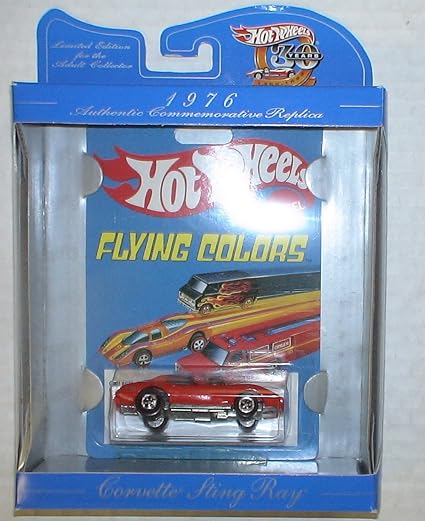 Limited Edition
for the
Adult Collector
Hot Wheels
30
YEARS
1976
Authentic Commemorative Replica
Hot Wheels
FLYING COLORS
Corvette Sting Ray